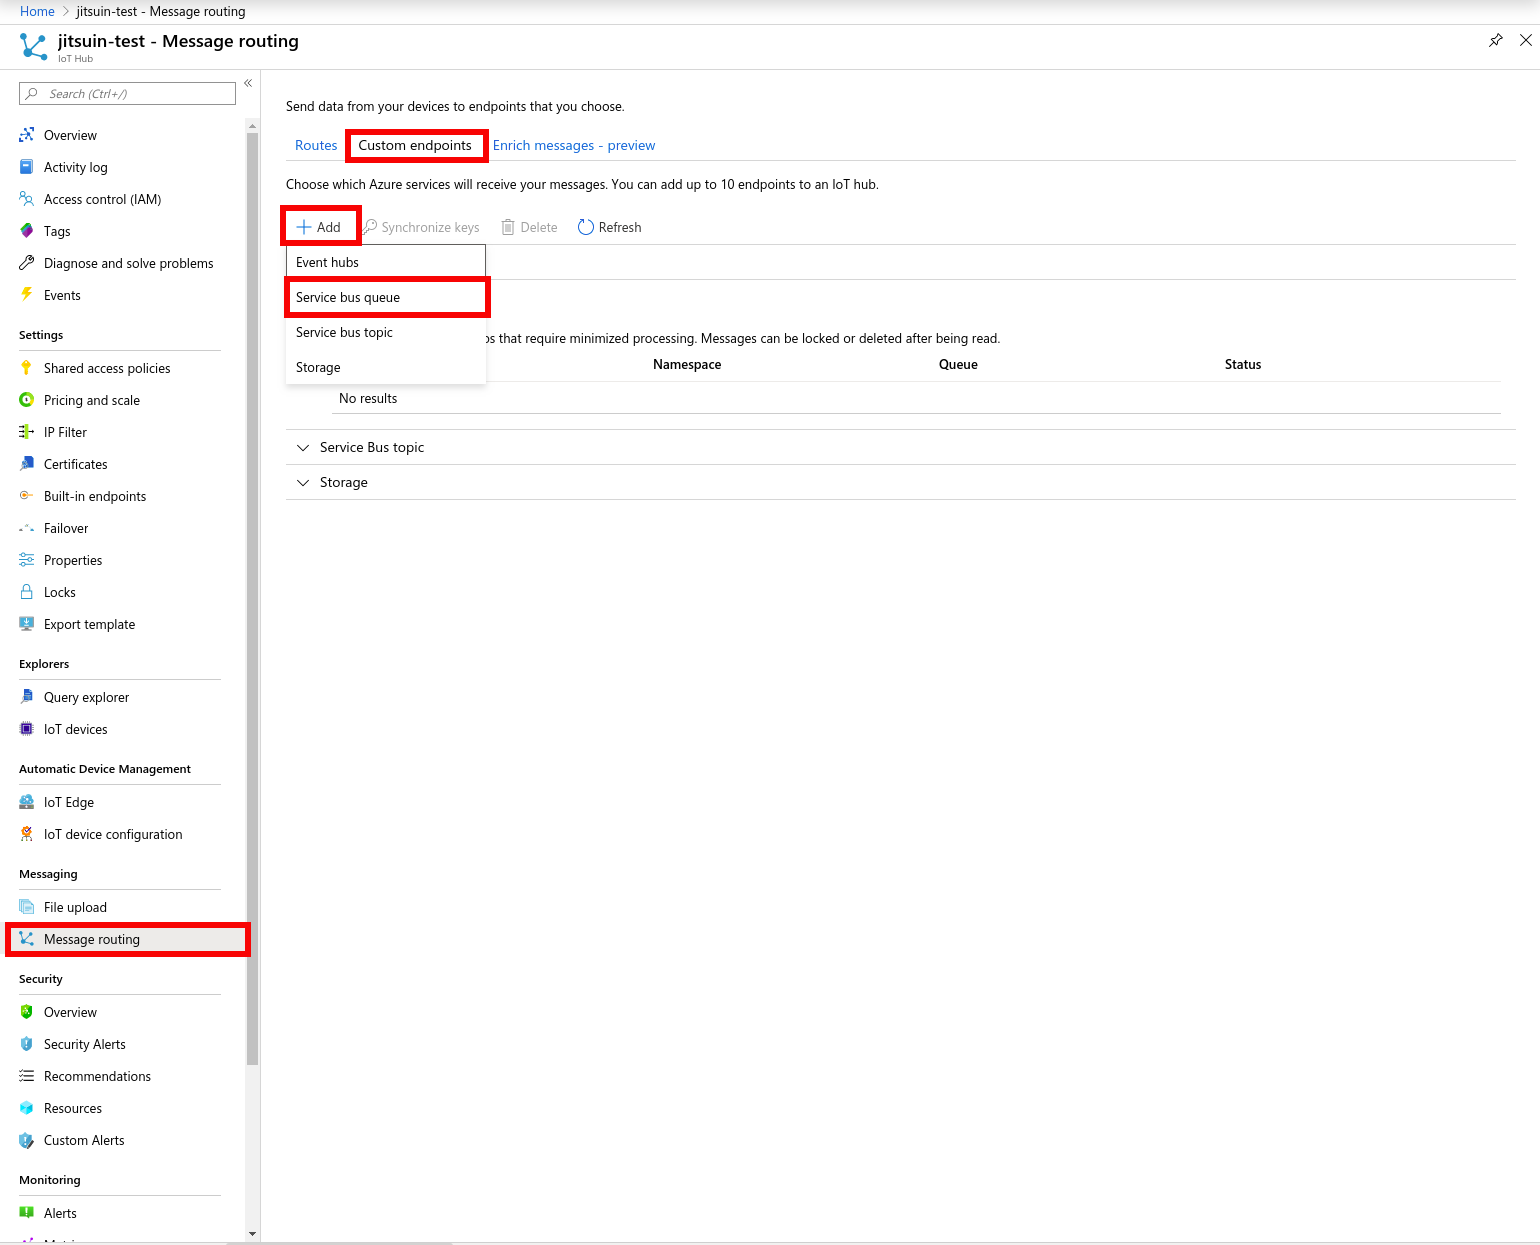 Home > jitsuin-test - Message routing
jitsuin-test - Message routing
IoT Hub
Search (Ctrl+/)
«
Overview
Activity log
Access control (IAM)
Tags
Diagnose and solve problems
Events
Settings
Shared access policies
Pricing and scale
IP Filter
Certificates
Built-in endpoints
Failover
Properties
Locks
Export template
Explorers
Query explorer
IoT devices
Automatic Device Management
IoT Edge
IoT device configuration
Messaging
File upload
Message routing
Security
Overview
Security Alerts
Recommendations
Resources
Custom Alerts
Monitoring
Alerts
Send data from your devices to endpoints that you choose.
Routes Custom endpoints Enrich messages - preview
Choose which Azure services will receive your messages. You can add up to 10 endpoints to an IoT hub.
Add Synchronize keys Delete Refresh
Event hubs
Service bus queue
Service bus topic
Storage
that require minimized processing. Messages can be locked or deleted after being read.
Namespace Queue Status
No results
Service Bus topic
Storage